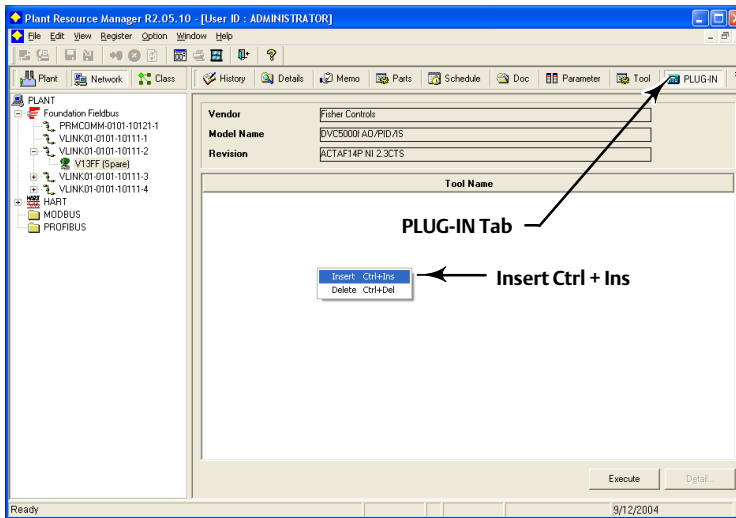 Plant Resource Manager R2.05.10 - [User ID : ADMINISTRATOR]
File Edit View Register Option Window Help
Plant Network Class History Details Memo Parts Schedule Doc Parameter Tool PLUG-IN
PLANT
Foundation Fieldbus
PRMCOMM-0101-10121-1
VLINK01-0101-10111-1
VLINK01-0101-10111-2
V13FF (Spare)
VLINK01-0101-10111-3
VLINK01-0101-10111-4
HART
MODBUS
PROFIBUS
Vendor Fisher Controls
Model Name DVC5000f AO/PID/IS
Revision ACTAF14P NI 2.3CTS
Tool Name
PLUG-IN Tab
Insert Ctrl+Ins
Delete Ctrl+Del
Insert Ctrl + Ins
Execute Detail...
Ready 9/12/2004